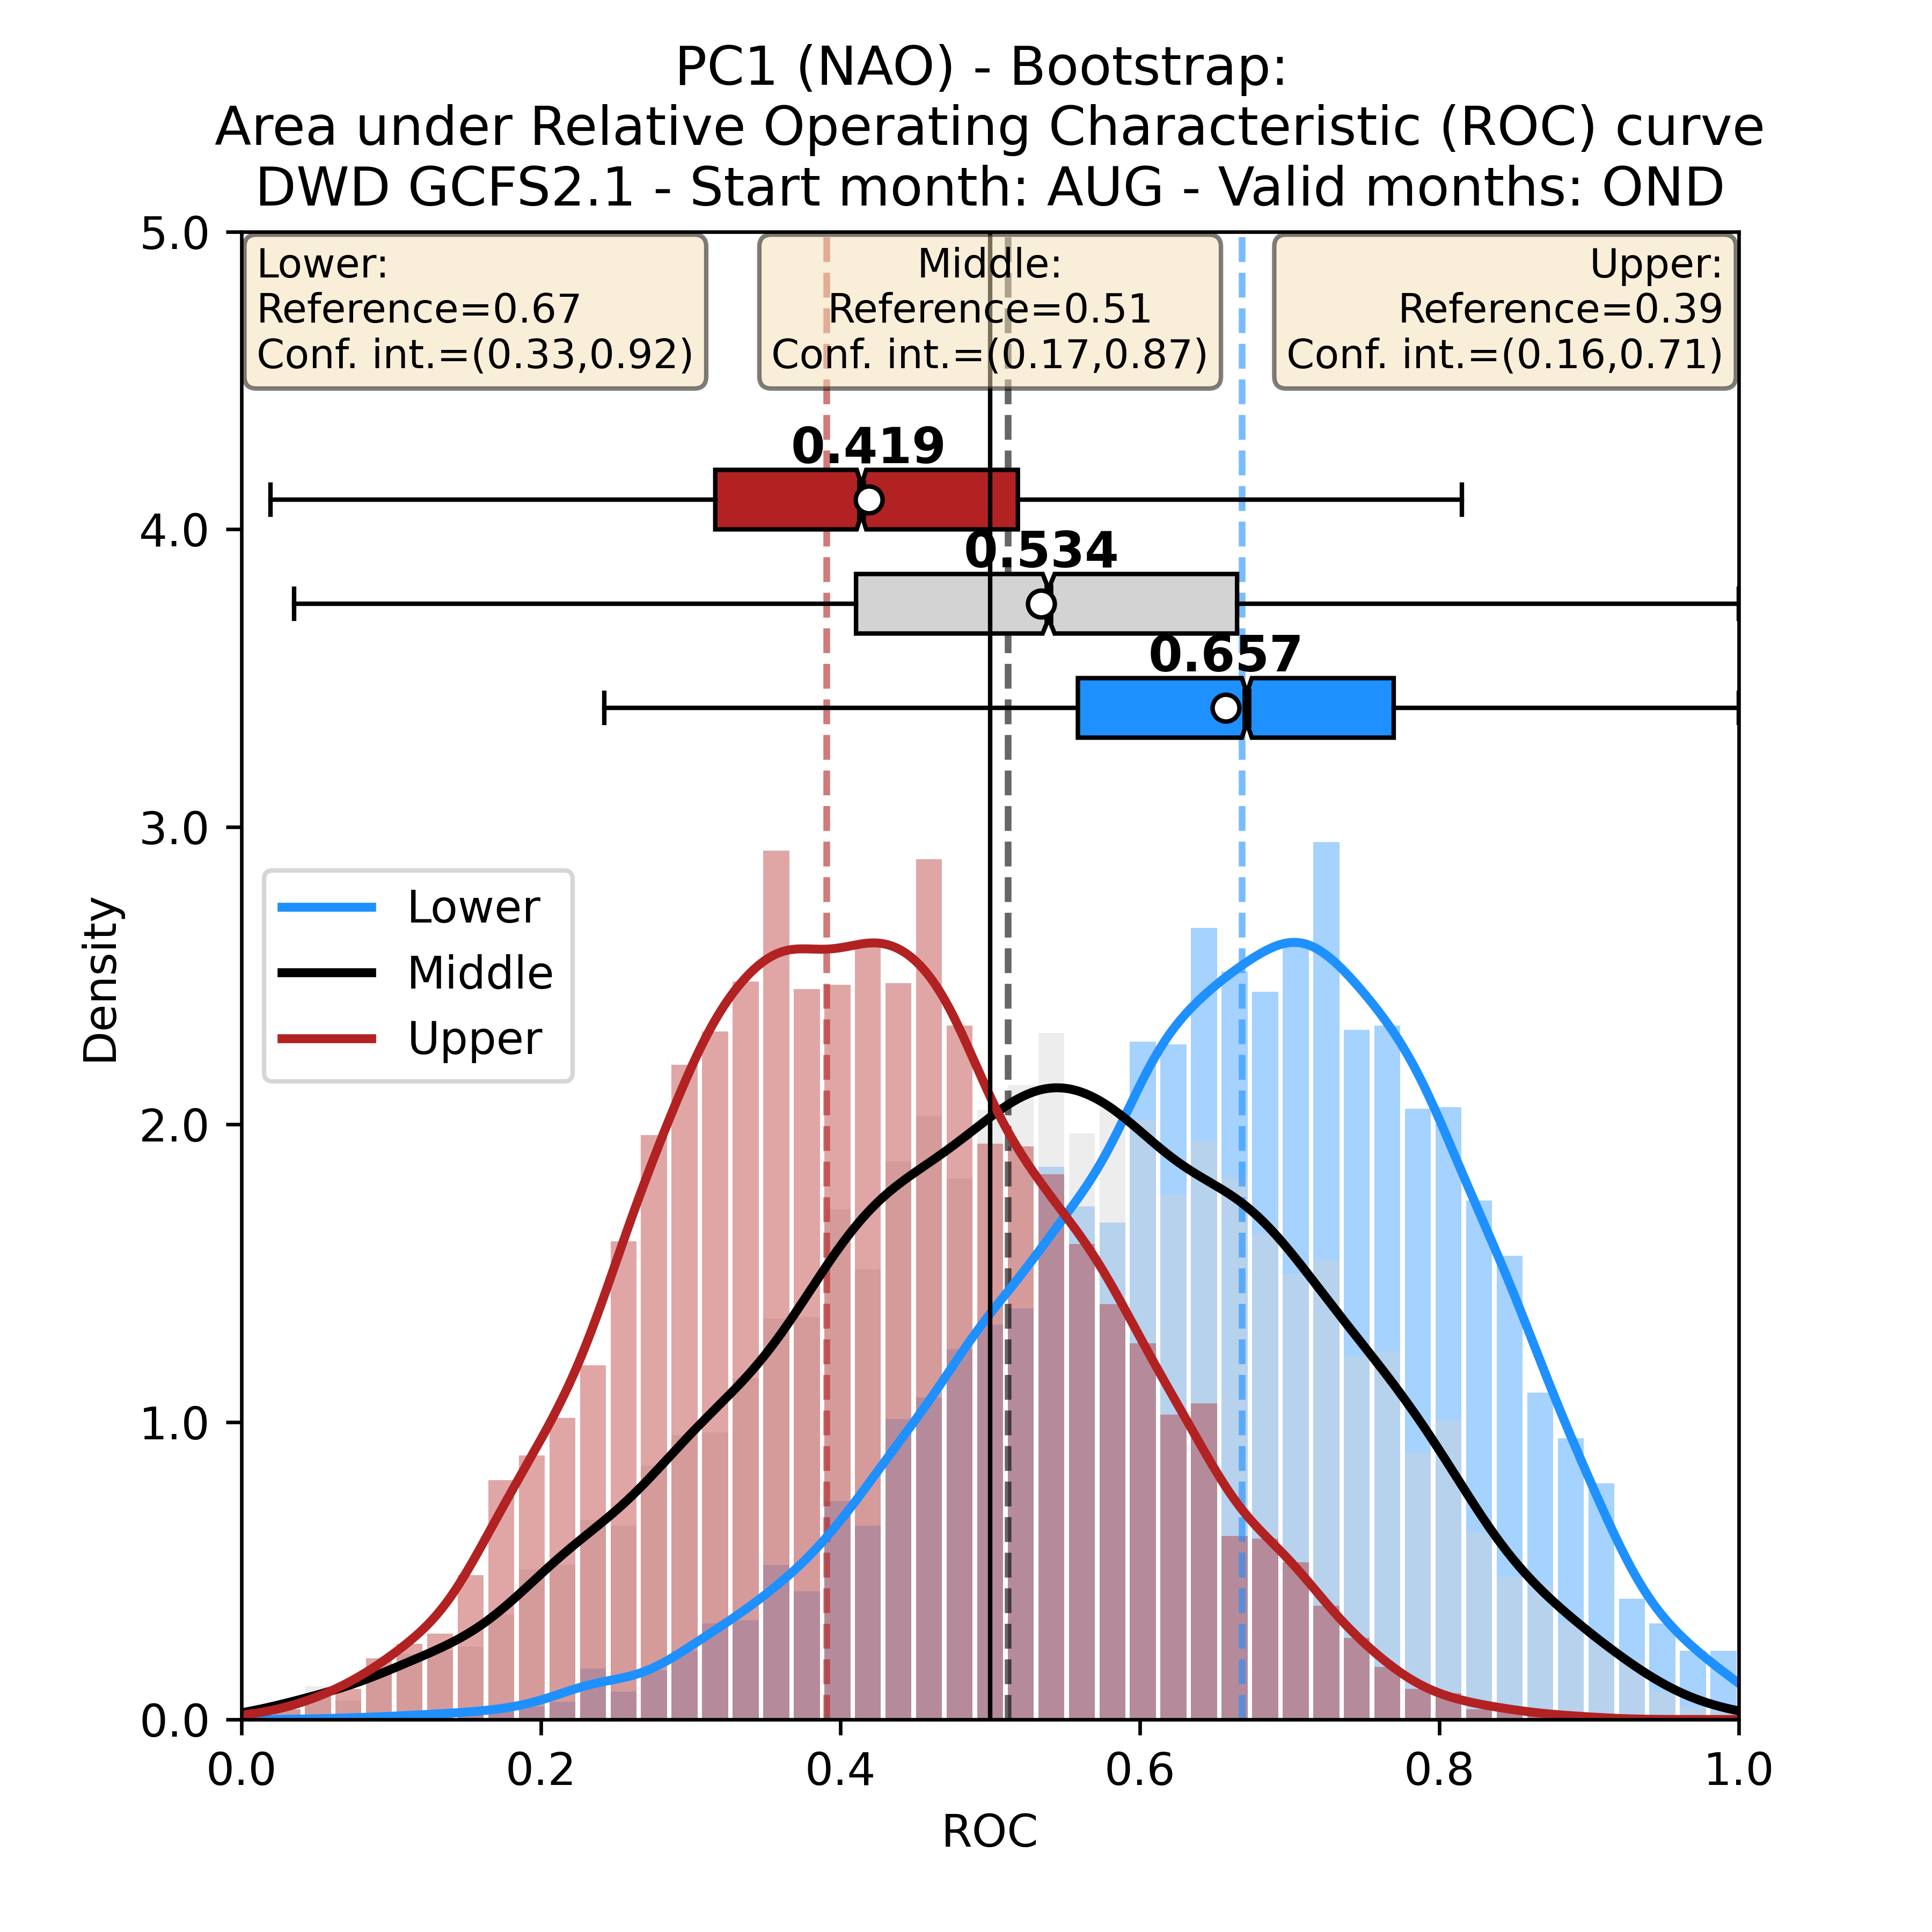 PC1 (NAO) - Bootstrap:
Area under Relative Operating Characteristic (ROC) curve
DWD GCFS2.1 - Start month: AUG - Valid months: OND
Lower:
Reference=0.67
Conf. int.=(0.33,0.92)
Middle:
Reference=0.51
Conf. int.=(0.17,0.87)
Upper:
Reference=0.39
Conf. int.=(0.16,0.71)
0.419
0.534
0.657
Lower
Middle
Upper
Density
5.0
4.0
3.0
2.0
1.0
0.0
0.0 0.2 0.4 0.6 0.8 1.0
ROC